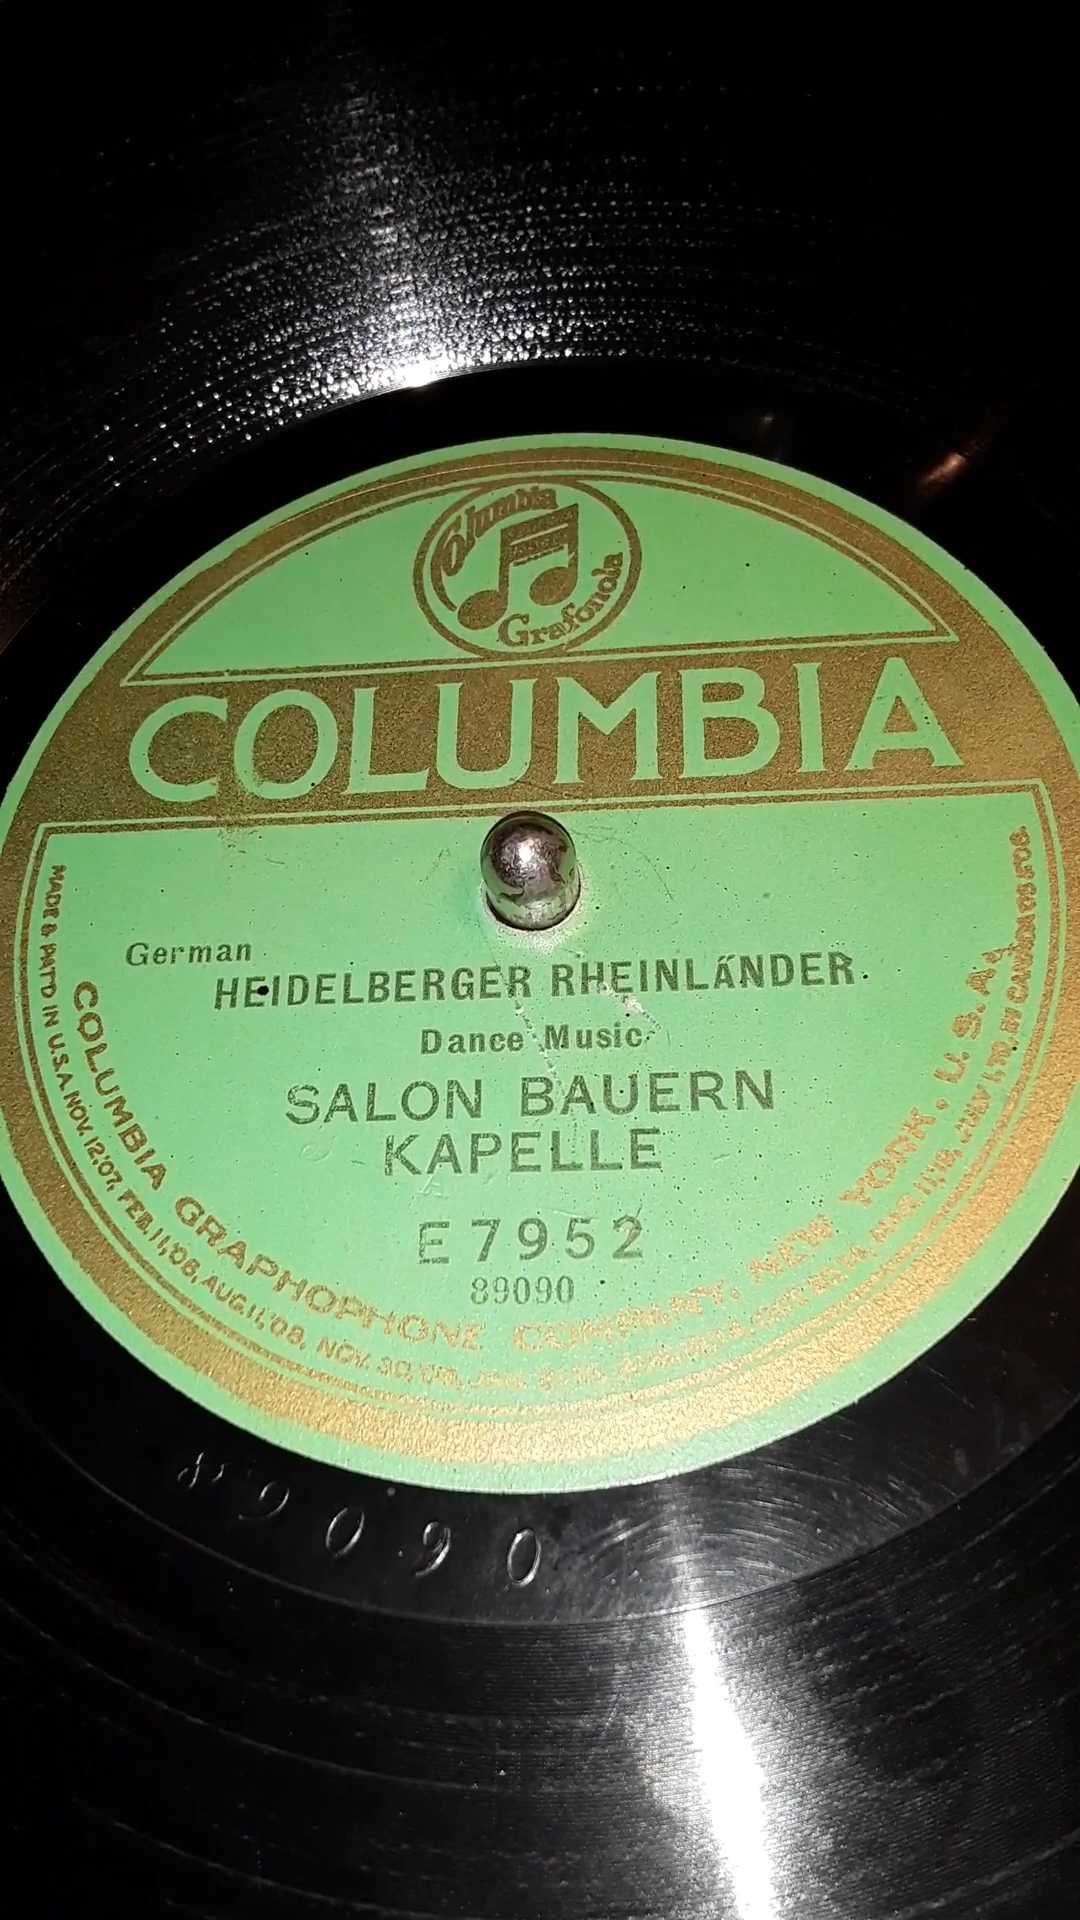 Columbia
Grafonola
COLUMBIA
German
HEIDELBERGER RHEINLÄNDER.
Dance Music
SALON BAUERN
KAPELLE
E7952
89090
COLUMBIA GRAPHOPHONE COMPANY, NEW YORK, U.S.A.
MADE & PAT'D IN U.S.A. NOV. 12,'07, FEB. 11,'08, AUG. 11,'08, NOV. 30,'09, JAN.
89090